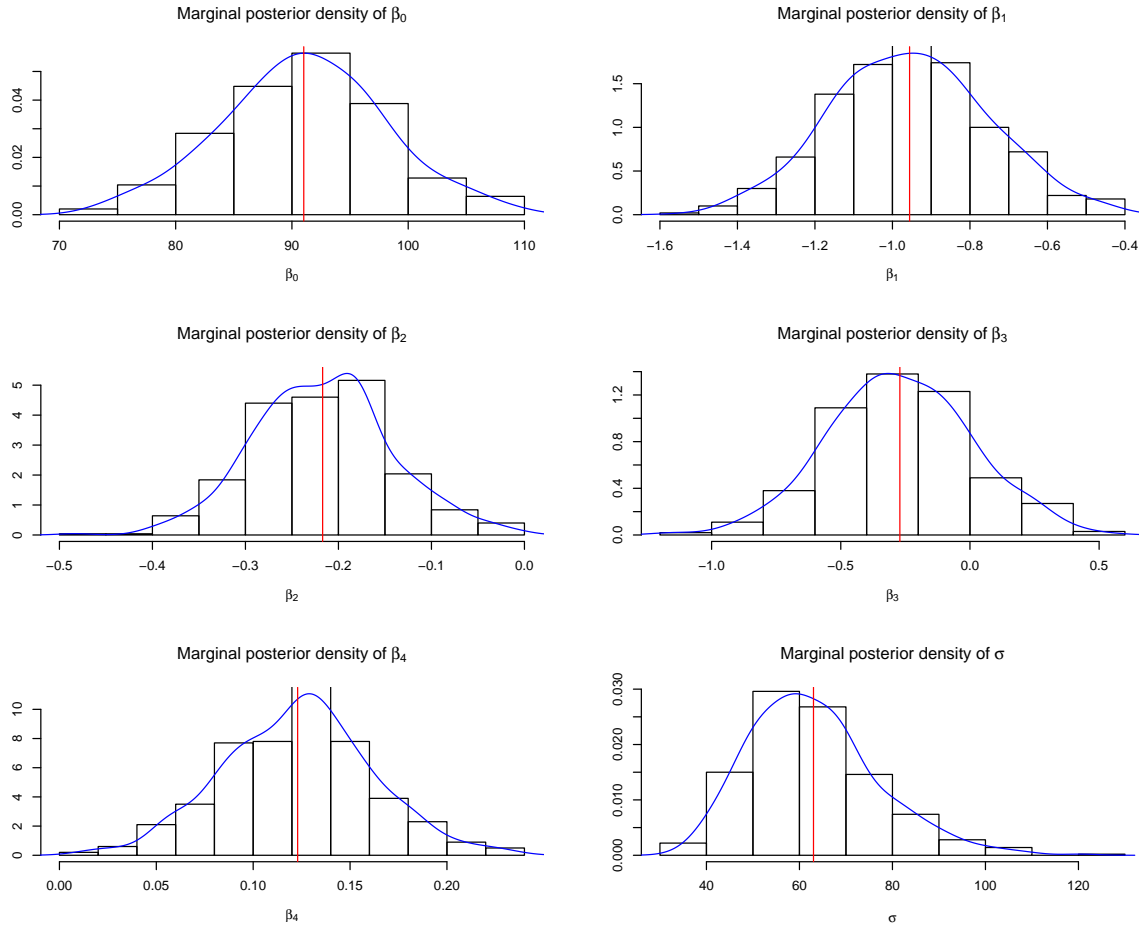 Marginal posterior density of β₀
0.00 0.02 0.04
70 80 90 100 110
β₀
Marginal posterior density of β₁
0.0 0.5 1.0 1.5
−1.6 −1.4 −1.2 −1.0 −0.8 −0.6 −0.4
β₁
Marginal posterior density of β₂
0 1 2 3 4 5
−0.5 −0.4 −0.3 −0.2 −0.1 0.0
β₂
Marginal posterior density of β₃
0.0 0.4 0.8 1.2
−1.0 −0.5 0.0 0.5
β₃
Marginal posterior density of β₄
0 2 4 6 8 10
0.00 0.05 0.10 0.15 0.20
β₄
Marginal posterior density of σ
0.000 0.010 0.020 0.030
40 60 80 100 120
σ